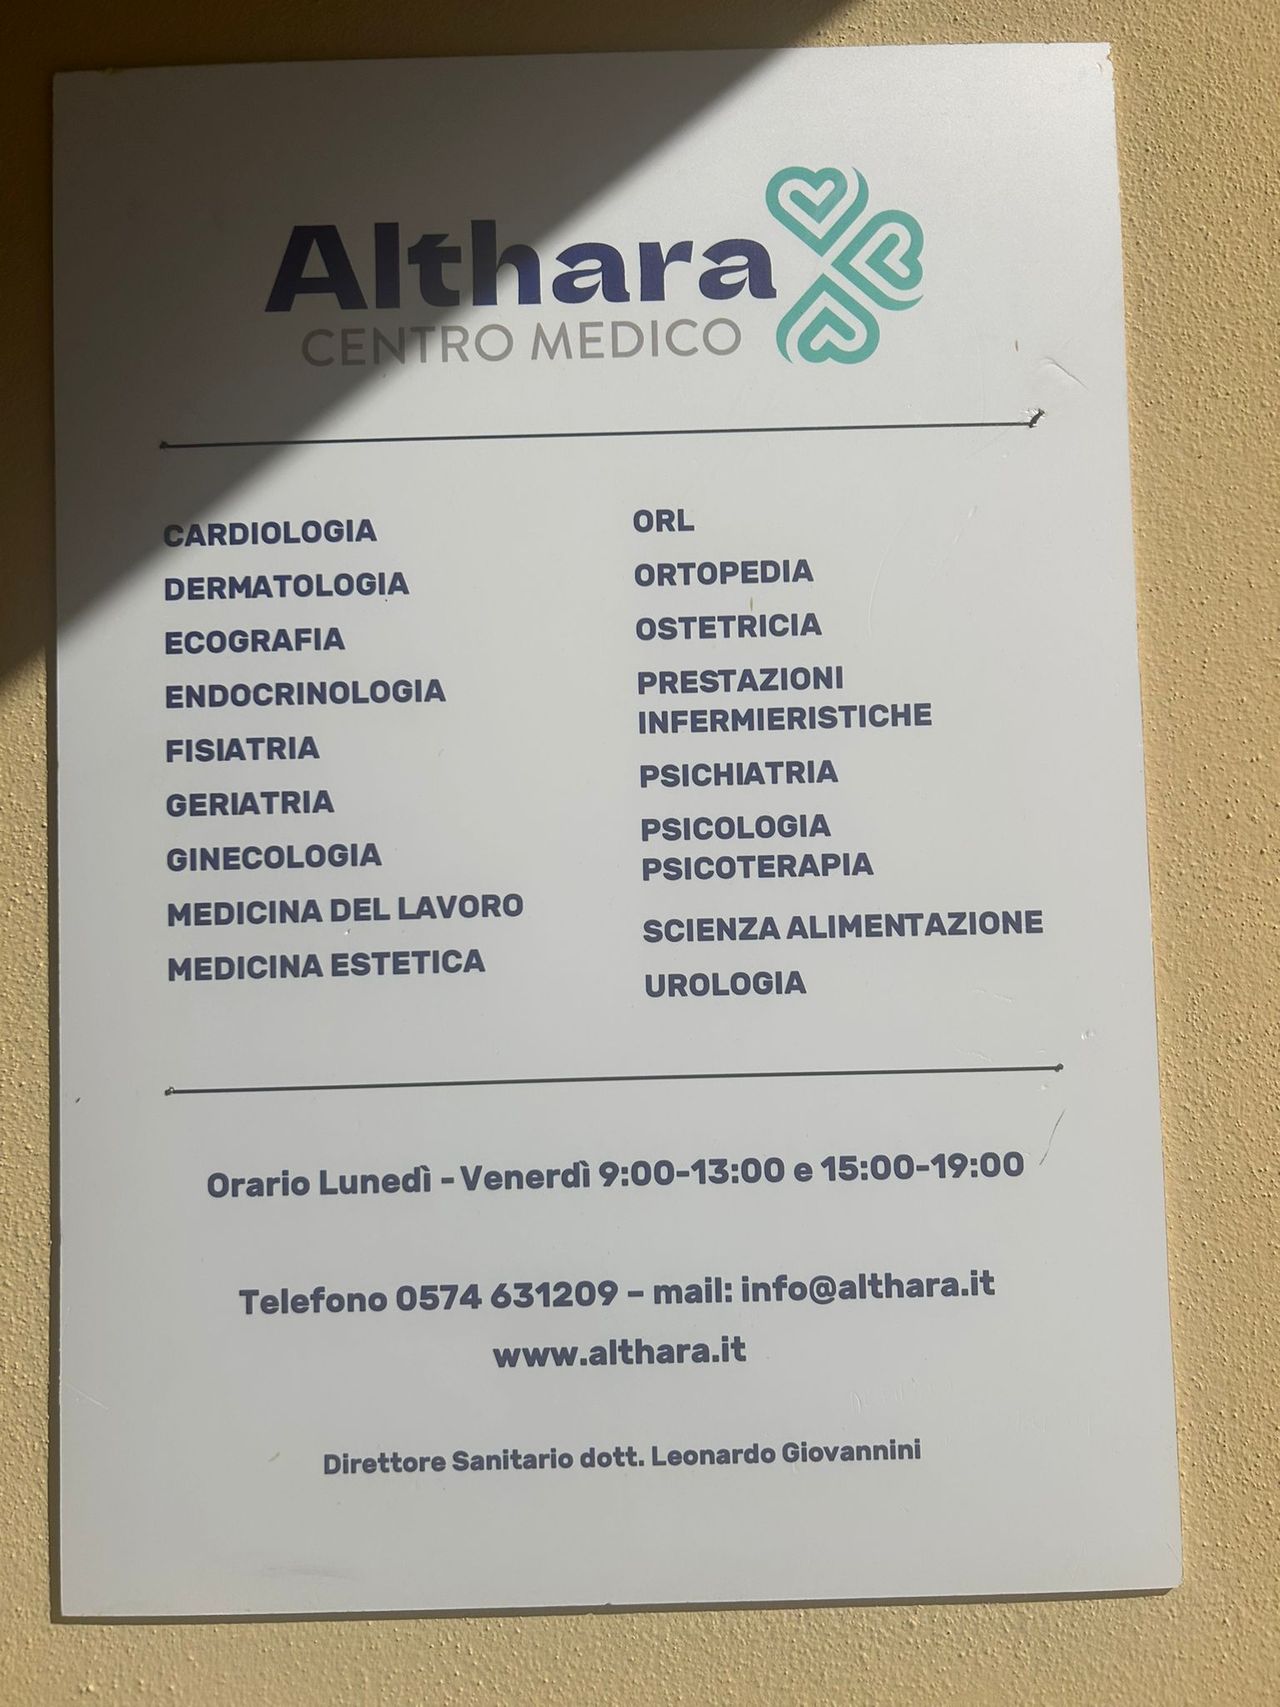 Althara
CENTRO MEDICO
CARDIOLOGIA
DERMATOLOGIA
ECOGRAFIA
ENDOCRINOLOGIA
FISIATRIA
GERIATRIA
GINECOLOGIA
MEDICINA DEL LAVORO
MEDICINA ESTETICA
ORL
ORTOPEDIA
OSTETRICIA
PRESTAZIONI
INFERMIERISTICHE
PSICHIATRIA
PSICOLOGIA
PSICOTERAPIA
SCIENZA ALIMENTAZIONE
UROLOGIA
Orario Lunedì - Venerdì 9:00-13:00 e 15:00-19:00
Telefono 0574 631209 – mail: info@althara.it
www.althara.it
Direttore Sanitario dott. Leonardo Giovannini